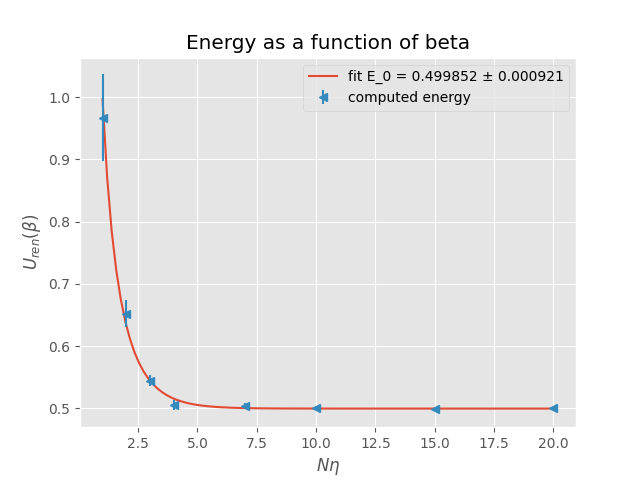 Energy as a function of beta
fit E_0 = 0.499852 ± 0.000921
computed energy
1.0
0.9
0.8
0.7
0.6
0.5
U_{ren}(β)
2.5 5.0 7.5 10.0 12.5 15.0 17.5 20.0
Nη